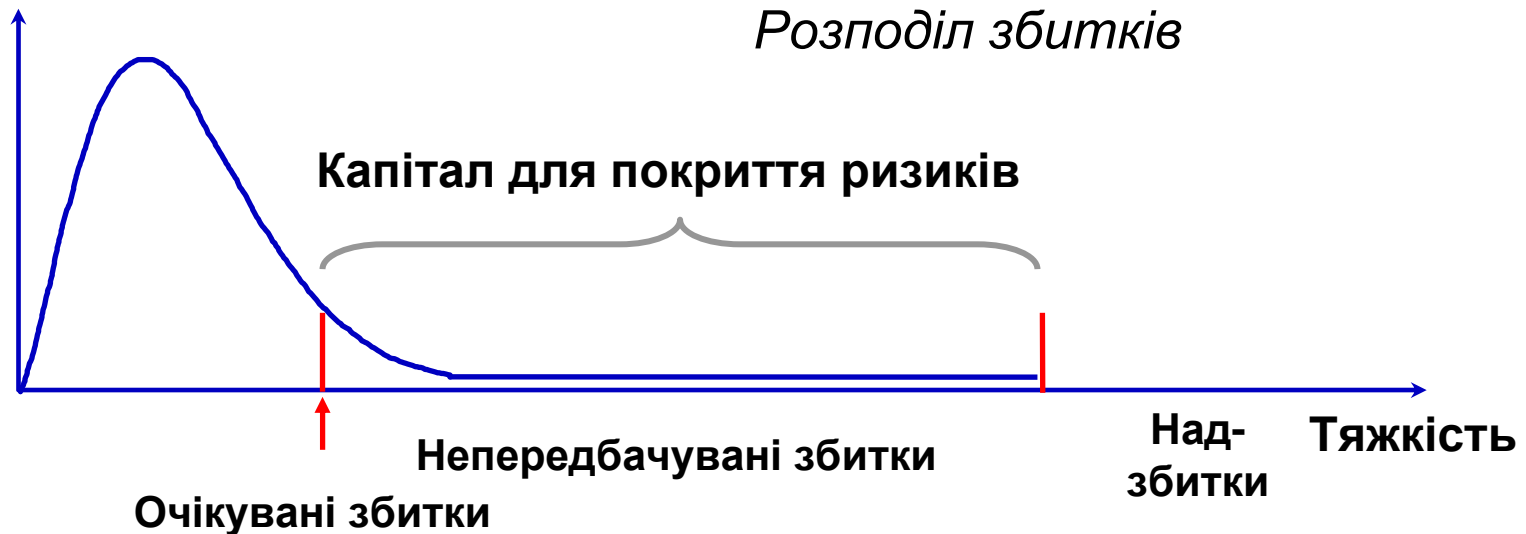 Розподіл збитків
Капітал для покриття ризиків
Над-
збитки
Тяжкість
Непередбачувані збитки
Очікувані збитки